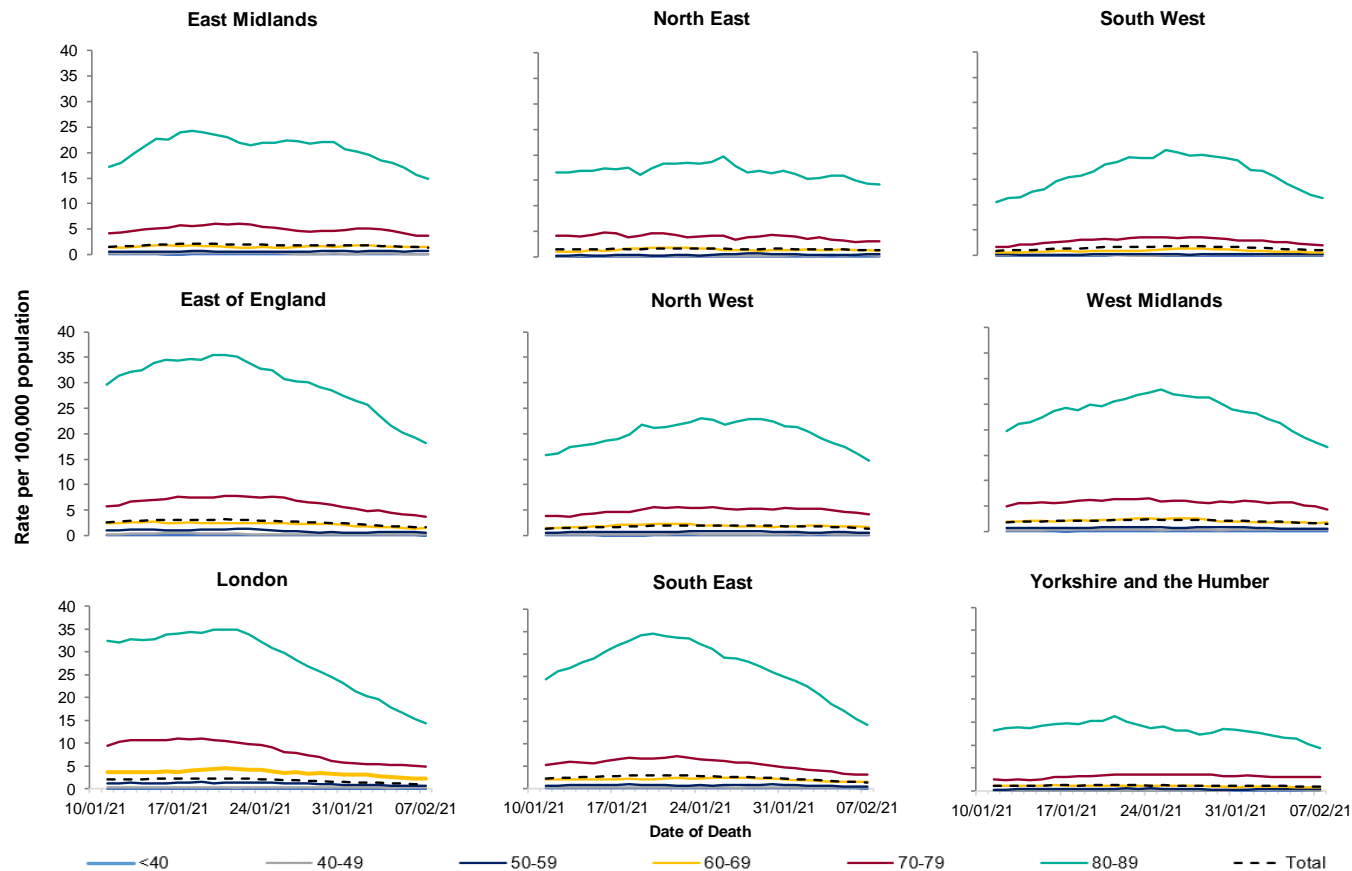 East Midlands
North East
South West
40
35
30
25
20
15
10
5
0
East of England
North West
West Midlands
40
35
30
25
20
15
10
5
0
Rate per 100,000 population
London
South East
Yorkshire and the Humber
40
35
30
25
20
15
10
5
0
10/01/21 17/01/21 24/01/21 31/01/21 07/02/21
10/01/21 17/01/21 24/01/21 31/01/21 07/02/21
10/01/21 17/01/21 24/01/21 31/01/21 07/02/21
Date of Death
<40 40-49 50-59 60-69 70-79 80-89 Total